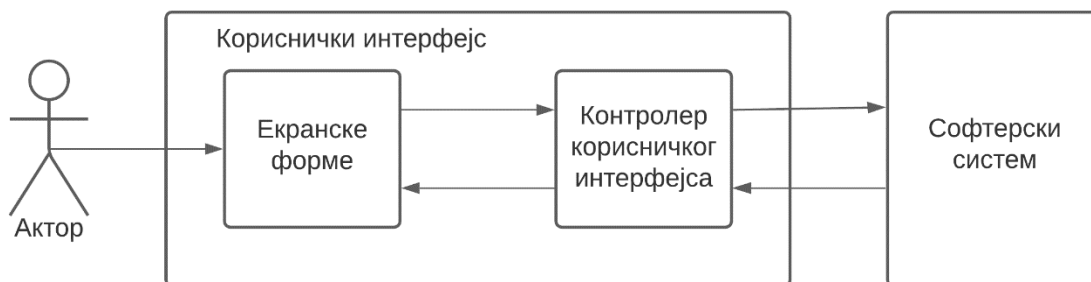 Кориснички интерфејс
Екранске
форме
Контролер
корисничког
интерфејса
Софтерски
систем
Актор